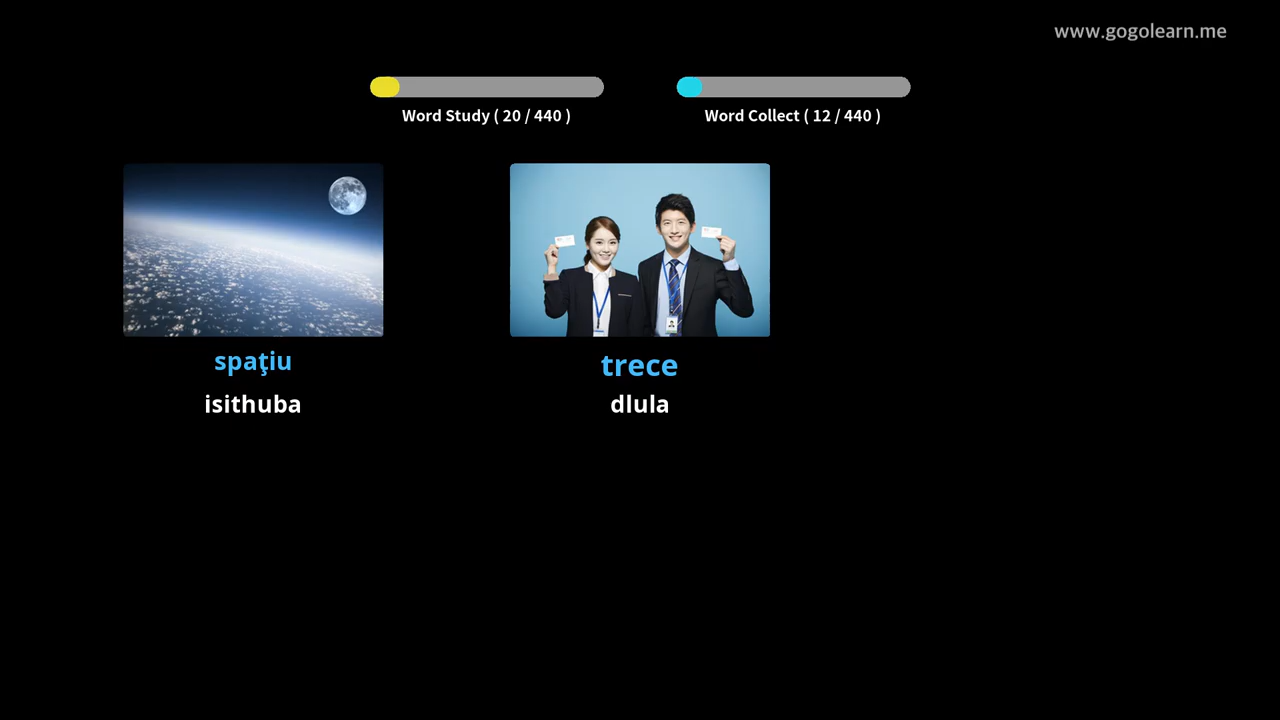 www.gogolearn.me
Word Study ( 20 / 440 )
Word Collect ( 12 / 440 )
spaţiu
trece
isithuba
dlula